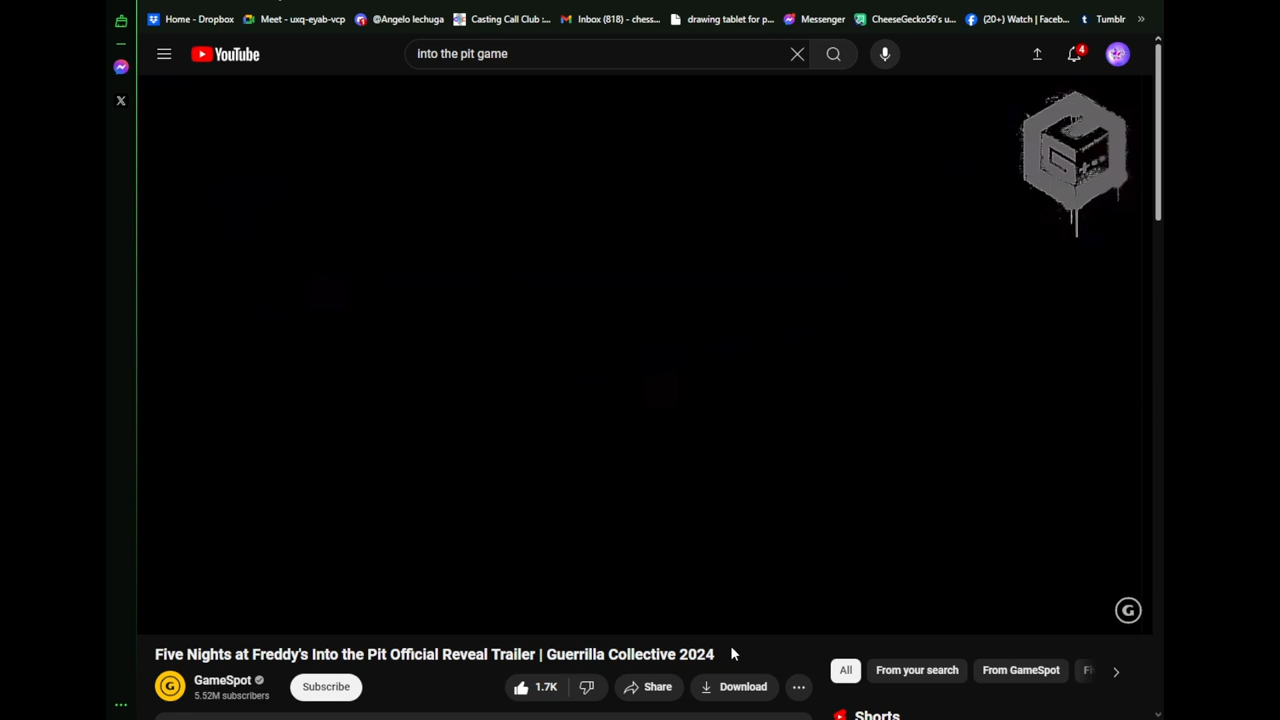 Home - Dropbox Meet - uxq-eyab-vcp @Angelo lechuga Casting Call Club :... Inbox (818) - chess... drawing tablet for p... Messenger CheeseGecko56's u... (20+) Watch | Faceb... Tumblr »
YouTube into the pit game 4
G
G
Five Nights at Freddy's Into the Pit Official Reveal Trailer | Guerrilla Collective 2024
GameSpot
5.52M subscribers
Subscribe 1.7K Share Download
All From your search From GameSpot
Shorts